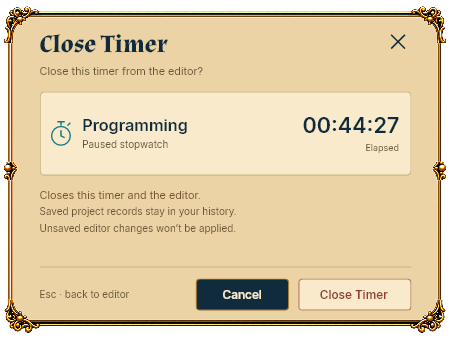 Close Timer
Close this timer from the editor?
Programming
Paused stopwatch
00:44:27
Elapsed
Closes this timer and the editor.
Saved project records stay in your history.
Unsaved editor changes won't be applied.
Esc · back to editor
Cancel
Close Timer